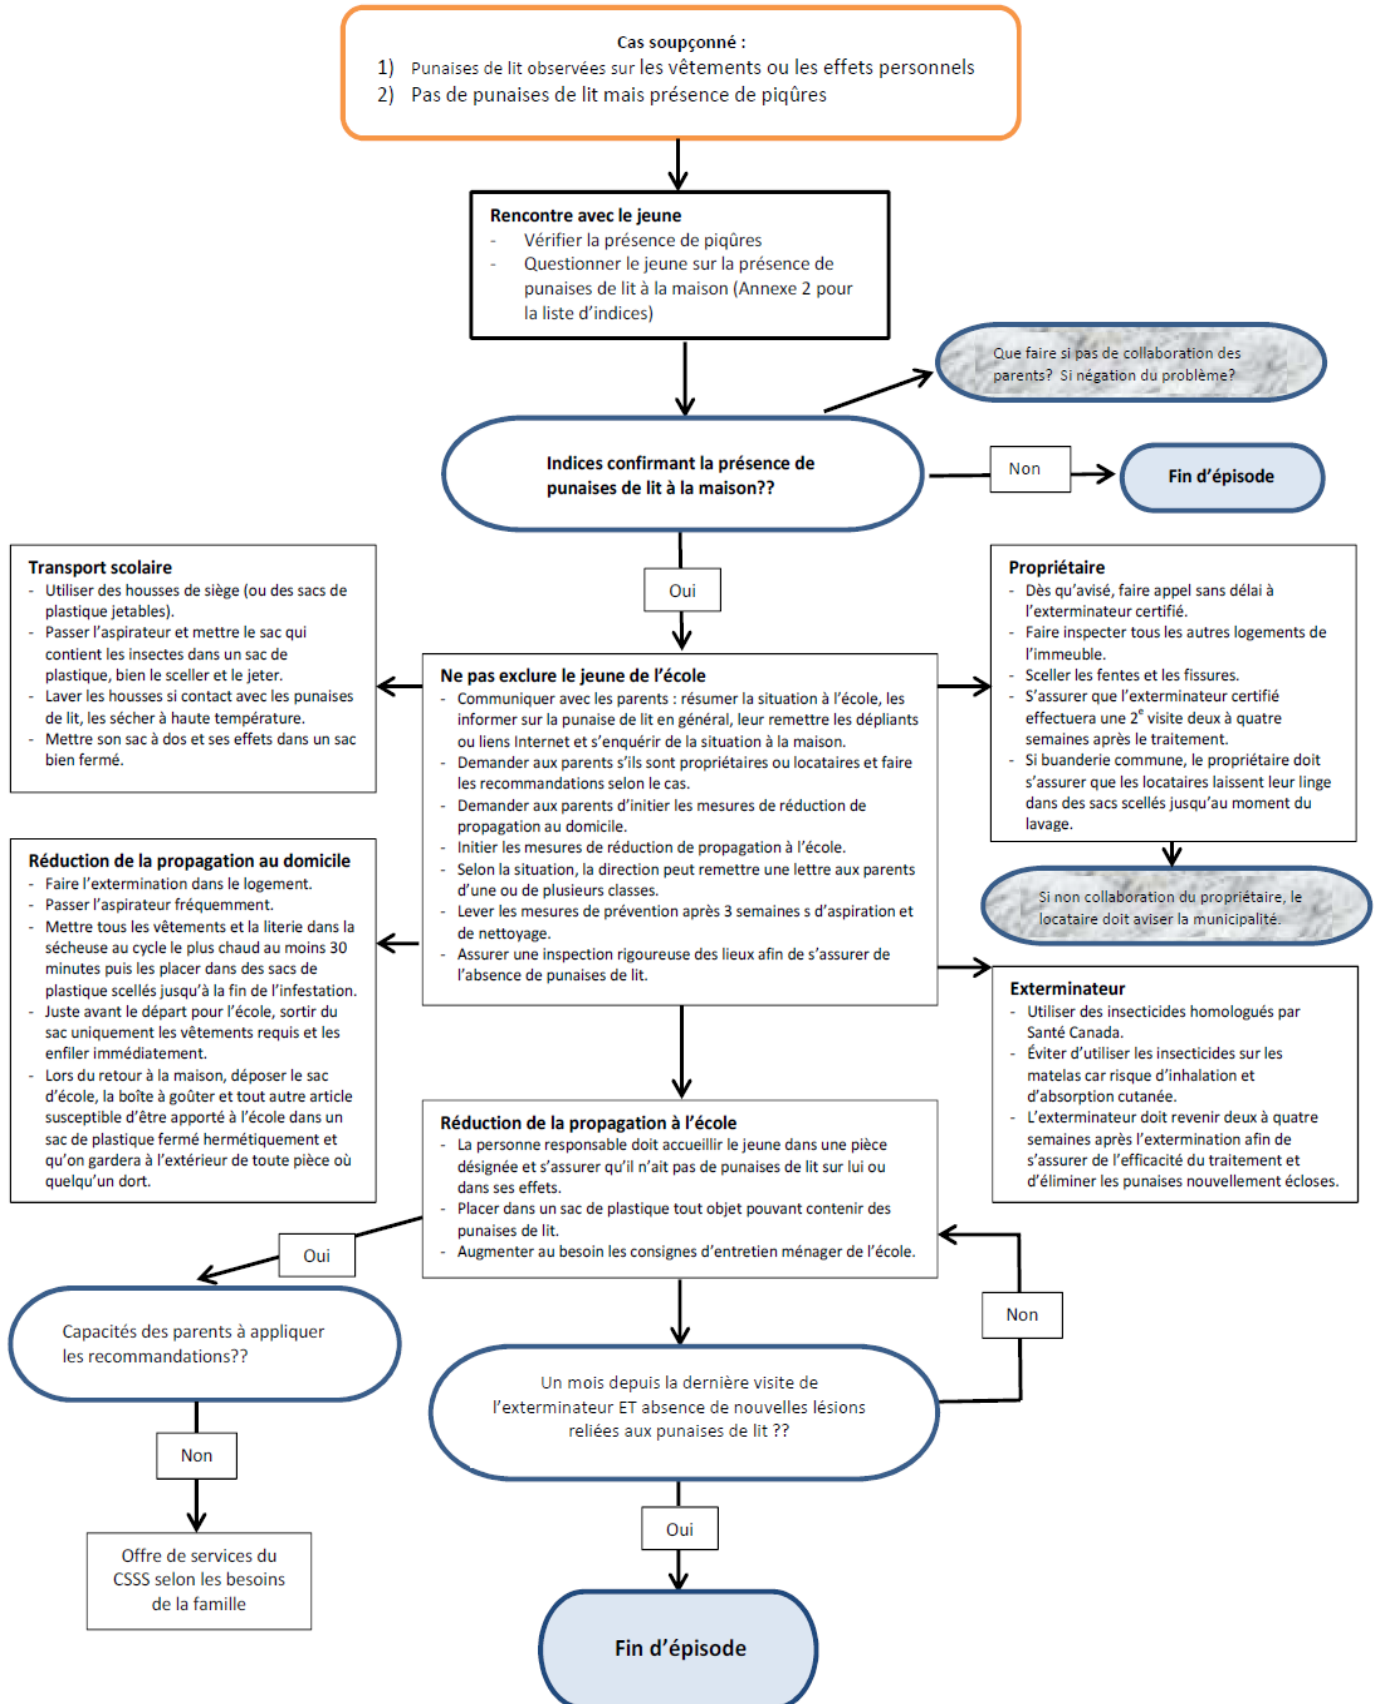 Cas soupçonné :
1) Punaises de lit observées sur les vêtements ou les effets personnels
2) Pas de punaises de lit mais présence de piqûres
Rencontre avec le jeune
- Vérifier la présence de piqûres
- Questionner le jeune sur la présence de
punaises de lit à la maison (Annexe 2 pour
la liste d'indices)
Que faire si pas de collaboration des
parents? Si négation du problème?
Indices confirmant la présence de
punaises de lit à la maison??
Non
Fin d'épisode
Oui
Transport scolaire
- Utiliser des housses de siège (ou des sacs de
plastique jetables).
- Passer l'aspirateur et mettre le sac qui
contient les insectes dans un sac de
plastique, bien le sceller et le jeter.
- Laver les housses si contact avec les punaises
de lit, les sécher à haute température.
- Mettre son sac à dos et ses effets dans un sac
bien fermé.
Ne pas exclure le jeune de l'école
- Communiquer avec les parents : résumer la situation à l'école, les
informer sur la punaise de lit en général, leur remettre les dépliants
ou liens Internet et s'enquérir de la situation à la maison.
- Demander aux parents s'ils sont propriétaires ou locataires et faire
les recommandations selon le cas.
- Demander aux parents d'initier les mesures de réduction de
propagation au domicile.
- Initier les mesures de réduction de propagation à l'école.
- Selon la situation, la direction peut remettre une lettre aux parents
d'une ou de plusieurs classes.
- Lever les mesures de prévention après 3 semaines s d'aspiration et
de nettoyage.
- Assurer une inspection rigoureuse des lieux afin de s'assurer de
l'absence de punaises de lit.
Propriétaire
- Dès qu'avisé, faire appel sans délai à
l'exterminateur certifié.
- Faire inspecter tous les autres logements de
l'immeuble.
- Sceller les fentes et les fissures.
- S'assurer que l'exterminateur certifié
effectuera une 2e visite deux à quatre
semaines après le traitement.
- Si buanderie commune, le propriétaire doit
s'assurer que les locataires laissent leur linge
dans des sacs scellés jusqu'au moment du
lavage.
Si non collaboration du propriétaire, le
locataire doit aviser la municipalité.
Réduction de la propagation au domicile
- Faire l'extermination dans le logement.
- Passer l'aspirateur fréquemment.
- Mettre tous les vêtements et la literie dans la
sécheuse au cycle le plus chaud au moins 30
minutes puis les placer dans des sacs de
plastique scellés jusqu'à la fin de l'infestation.
- Juste avant le départ pour l'école, sortir du
sac uniquement les vêtements requis et les
enfiler immédiatement.
- Lors du retour à la maison, déposer le sac
d'école, la boîte à goûter et tout autre article
susceptible d'être apporté à l'école dans un
sac de plastique fermé hermétiquement et
qu'on gardera à l'extérieur de toute pièce où
quelqu'un dort.
Exterminateur
- Utiliser des insecticides homologués par
Santé Canada.
- Éviter d'utiliser les insecticides sur les
matelas car risque d'inhalation et
d'absorption cutanée.
- L'exterminateur doit revenir deux à quatre
semaines après l'extermination afin de
s'assurer de l'efficacité du traitement et
d'éliminer les punaises nouvellement écloses.
Réduction de la propagation à l'école
- La personne responsable doit accueillir le jeune dans une pièce
désignée et s'assurer qu'il n'ait pas de punaises de lit sur lui ou
dans ses effets.
- Placer dans un sac de plastique tout objet pouvant contenir des
punaises de lit.
- Augmenter au besoin les consignes d'entretien ménager de l'école.
Oui
Non
Capacités des parents à appliquer
les recommandations??
Un mois depuis la dernière visite de
l'exterminateur ET absence de nouvelles lésions
reliées aux punaises de lit ??
Non
Oui
Offre de services du
CSSS selon les besoins
de la famille
Fin d'épisode